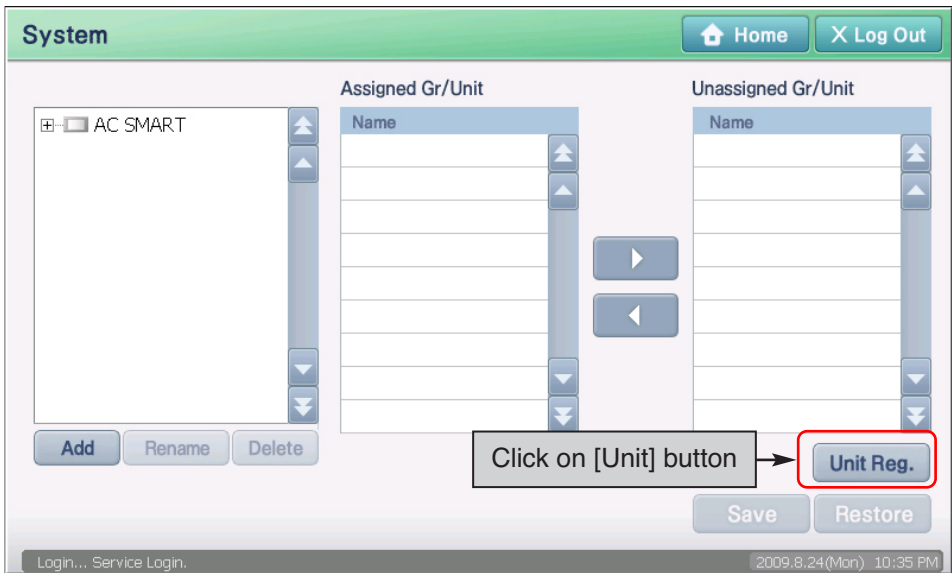 System
Home
X Log Out
Assigned Gr/Unit
Unassigned Gr/Unit
AC SMART
Name
Name
Add
Rename
Delete
Click on [Unit] button
Unit Reg.
Save
Restore
Login... Service Login.
2009.8.24(Mon) 10:35 PM